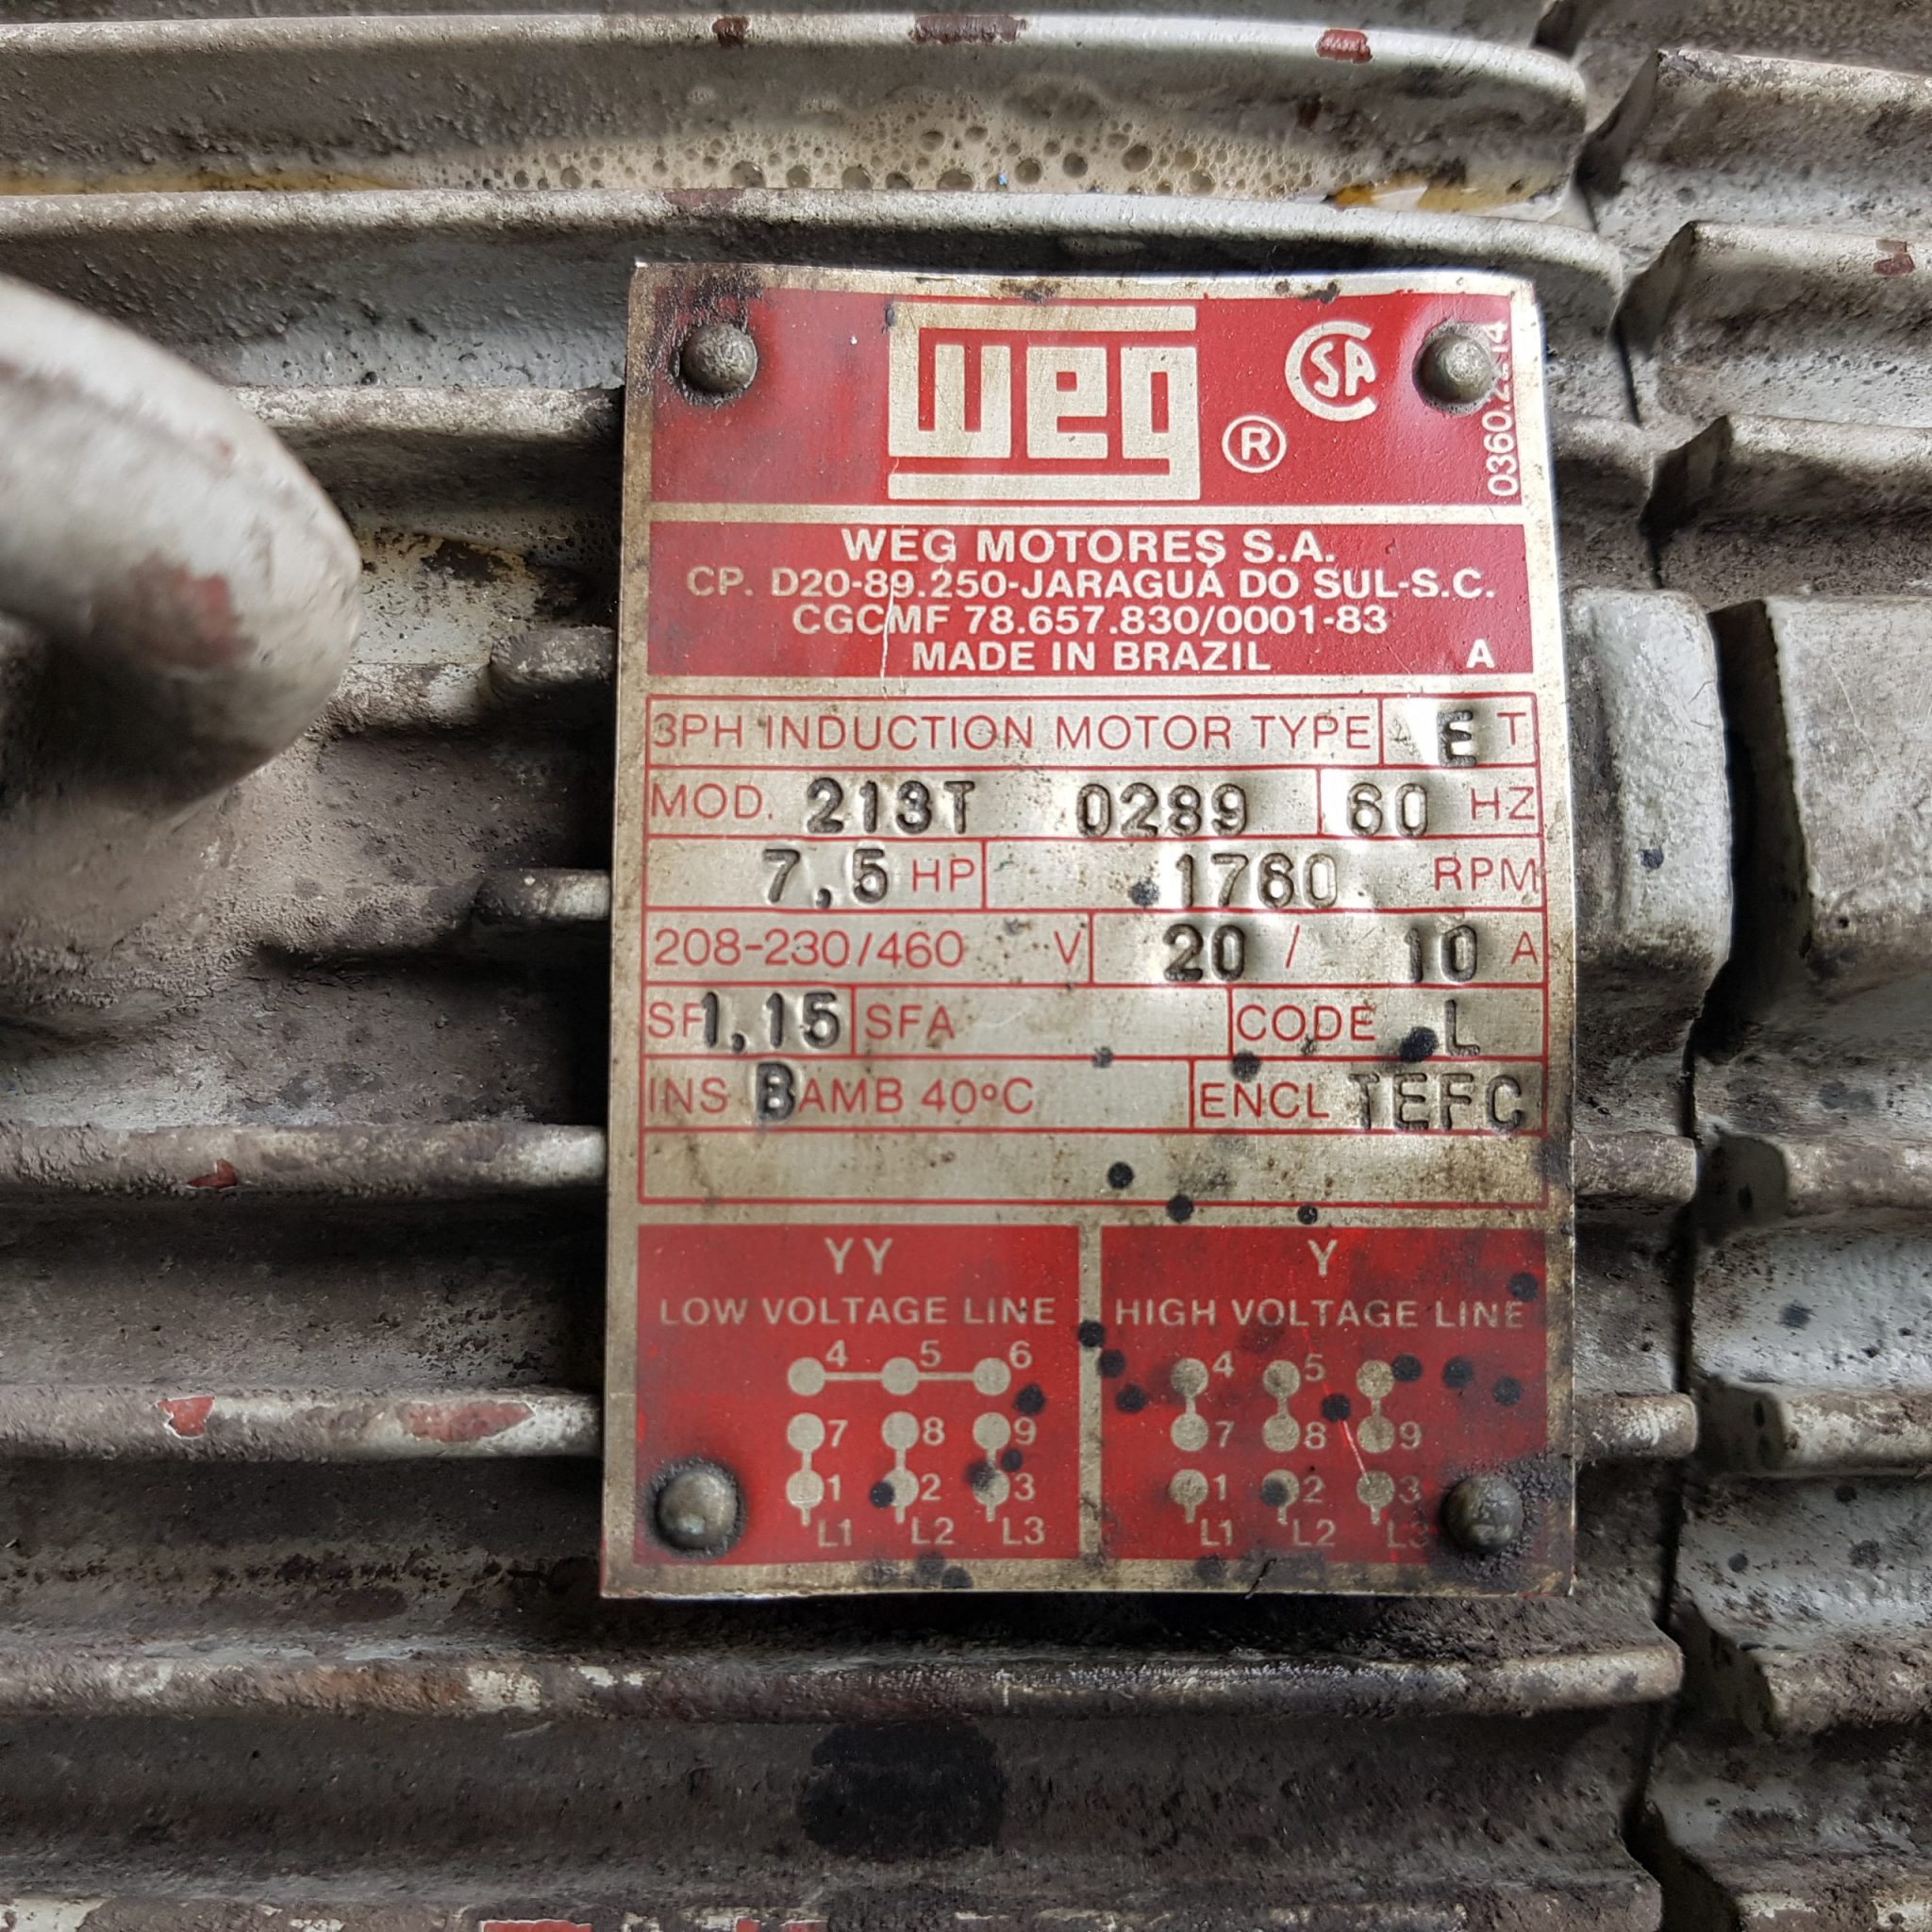 weg ®
CSA
WEG MOTORES S.A.
CP. D20-89.250-JARAGUÁ DO SUL-S.C.
CGCMF 78.657.830/0001-83
MADE IN BRAZIL A
3PH INDUCTION MOTOR TYPE E T
MOD. 213T 0289 60 HZ
7,5 HP 1760 RPM
208-230/460 V 20 / 10 A
SF 1,15 SFA CODE L
INS B AMB 40°C ENCL TEFC
YY
LOW VOLTAGE LINE
4 5 6
7 8 9
1 2 3
L1 L2 L3
Y
HIGH VOLTAGE LINE
4 5
7 8 9
1 2 3
L1 L2 L3